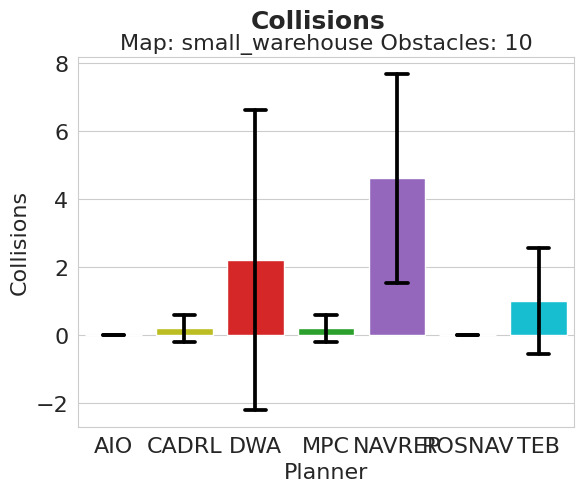 Collisions
Map: small_warehouse Obstacles: 10
8
6
4
2
0
−2
Collisions
AIO CADRL DWA MPC NAVREP ROSNAV TEB
Planner